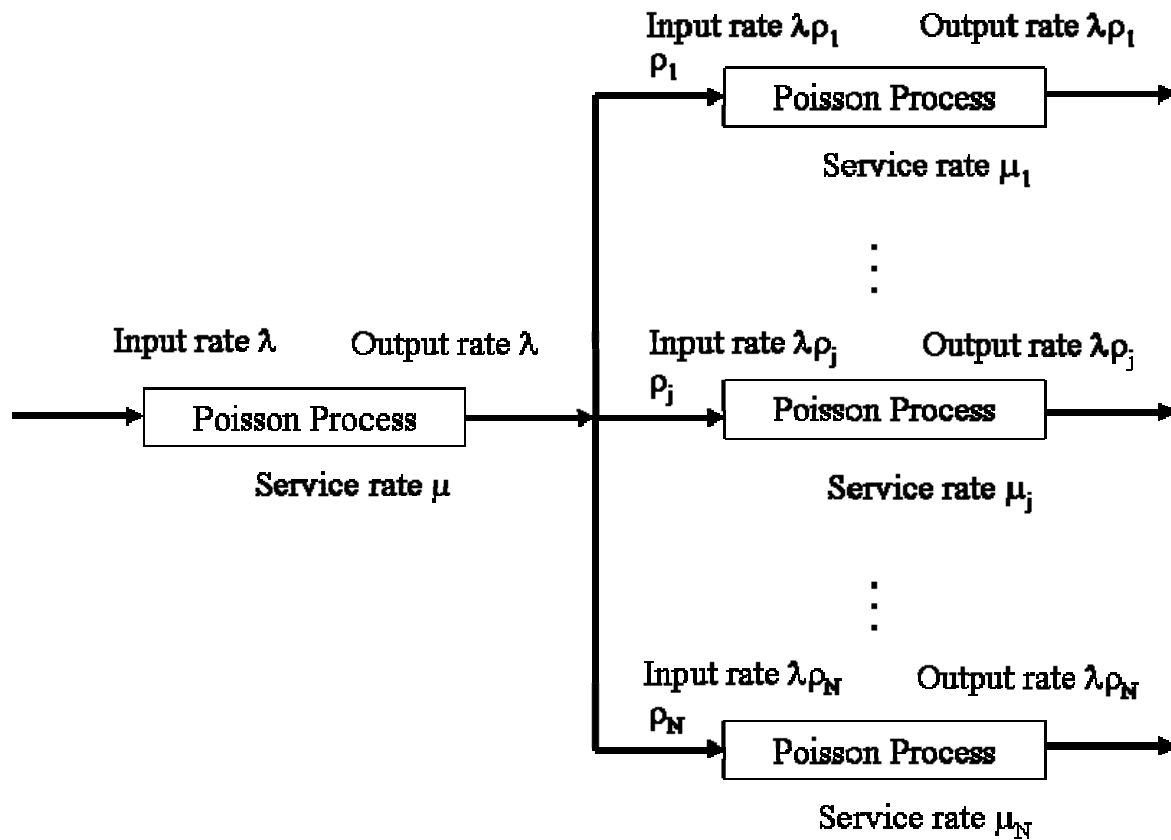 Input rate λρ₁ Output rate λρ₁
ρ₁
Poisson Process
Service rate μ₁
Input rate λ Output rate λ
Poisson Process
Service rate μ
Input rate λρⱼ Output rate λρⱼ
ρⱼ
Poisson Process
Service rate μⱼ
Input rate λρN Output rate λρN
ρN
Poisson Process
Service rate μN